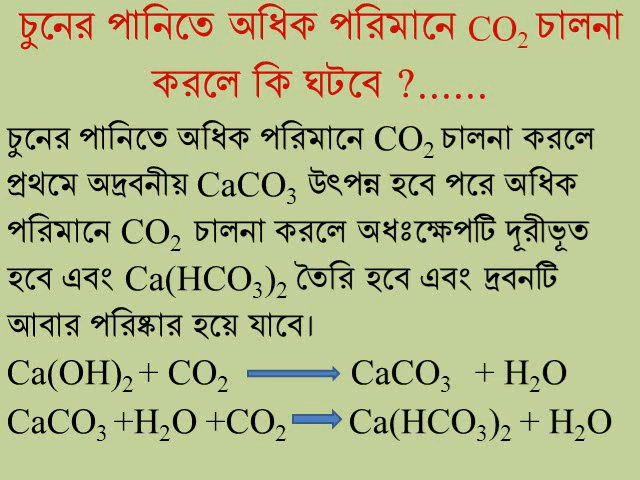 চুনের পানিতে অধিক পরিমানে CO₂ চালনা
করলে কি ঘটবে ?......
চুনের পানিতে অধিক পরিমানে CO₂ চালনা করলে
প্রথমে অদ্রবনীয় CaCO₃ উৎপন্ন হবে পরে অধিক
পরিমানে CO₂ চালনা করলে অধঃক্ষেপটি দূরীভূত
হবে এবং Ca(HCO₃)₂ তৈরি হবে এবং দ্রবনটি
আবার পরিষ্কার হয়ে যাবে।
Ca(OH)₂ + CO₂ → CaCO₃ + H₂O
CaCO₃ +H₂O +CO₂ → Ca(HCO₃)₂ + H₂O